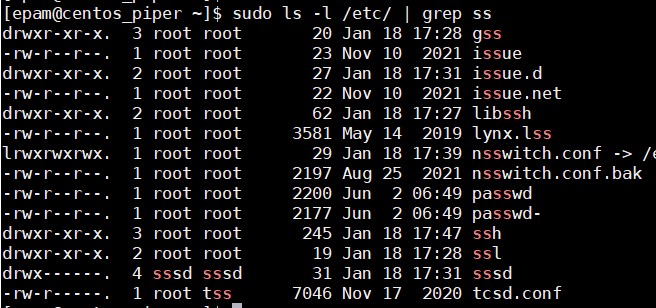 [epam@centos_piper ~]$ sudo ls -l /etc/ | grep ss
drwxr-xr-x. 3 root root 20 Jan 18 17:28 gss
-rw-r--r--. 1 root root 23 Nov 10 2021 issue
drwxr-xr-x. 2 root root 27 Jan 18 17:31 issue.d
-rw-r--r--. 1 root root 22 Nov 10 2021 issue.net
drwxr-xr-x. 2 root root 62 Jan 18 17:27 libssh
-rw-r--r--. 1 root root 3581 May 14 2019 lynx.lss
lrwxrwxrwx. 1 root root 29 Jan 18 17:39 nsswitch.conf -> /e
-rw-r--r--. 1 root root 2197 Aug 25 2021 nsswitch.conf.bak
-rw-r--r--. 1 root root 2200 Jun 2 06:49 passwd
-rw-r--r--. 1 root root 2177 Jun 2 06:49 passwd-
drwxr-xr-x. 3 root root 245 Jan 18 17:47 ssh
drwxr-xr-x. 2 root root 19 Jan 18 17:28 ssl
drwx------. 4 sssd sssd 31 Jan 18 17:31 sssd
-rw-r-----. 1 root tss 7046 Nov 17 2020 tcsd.conf